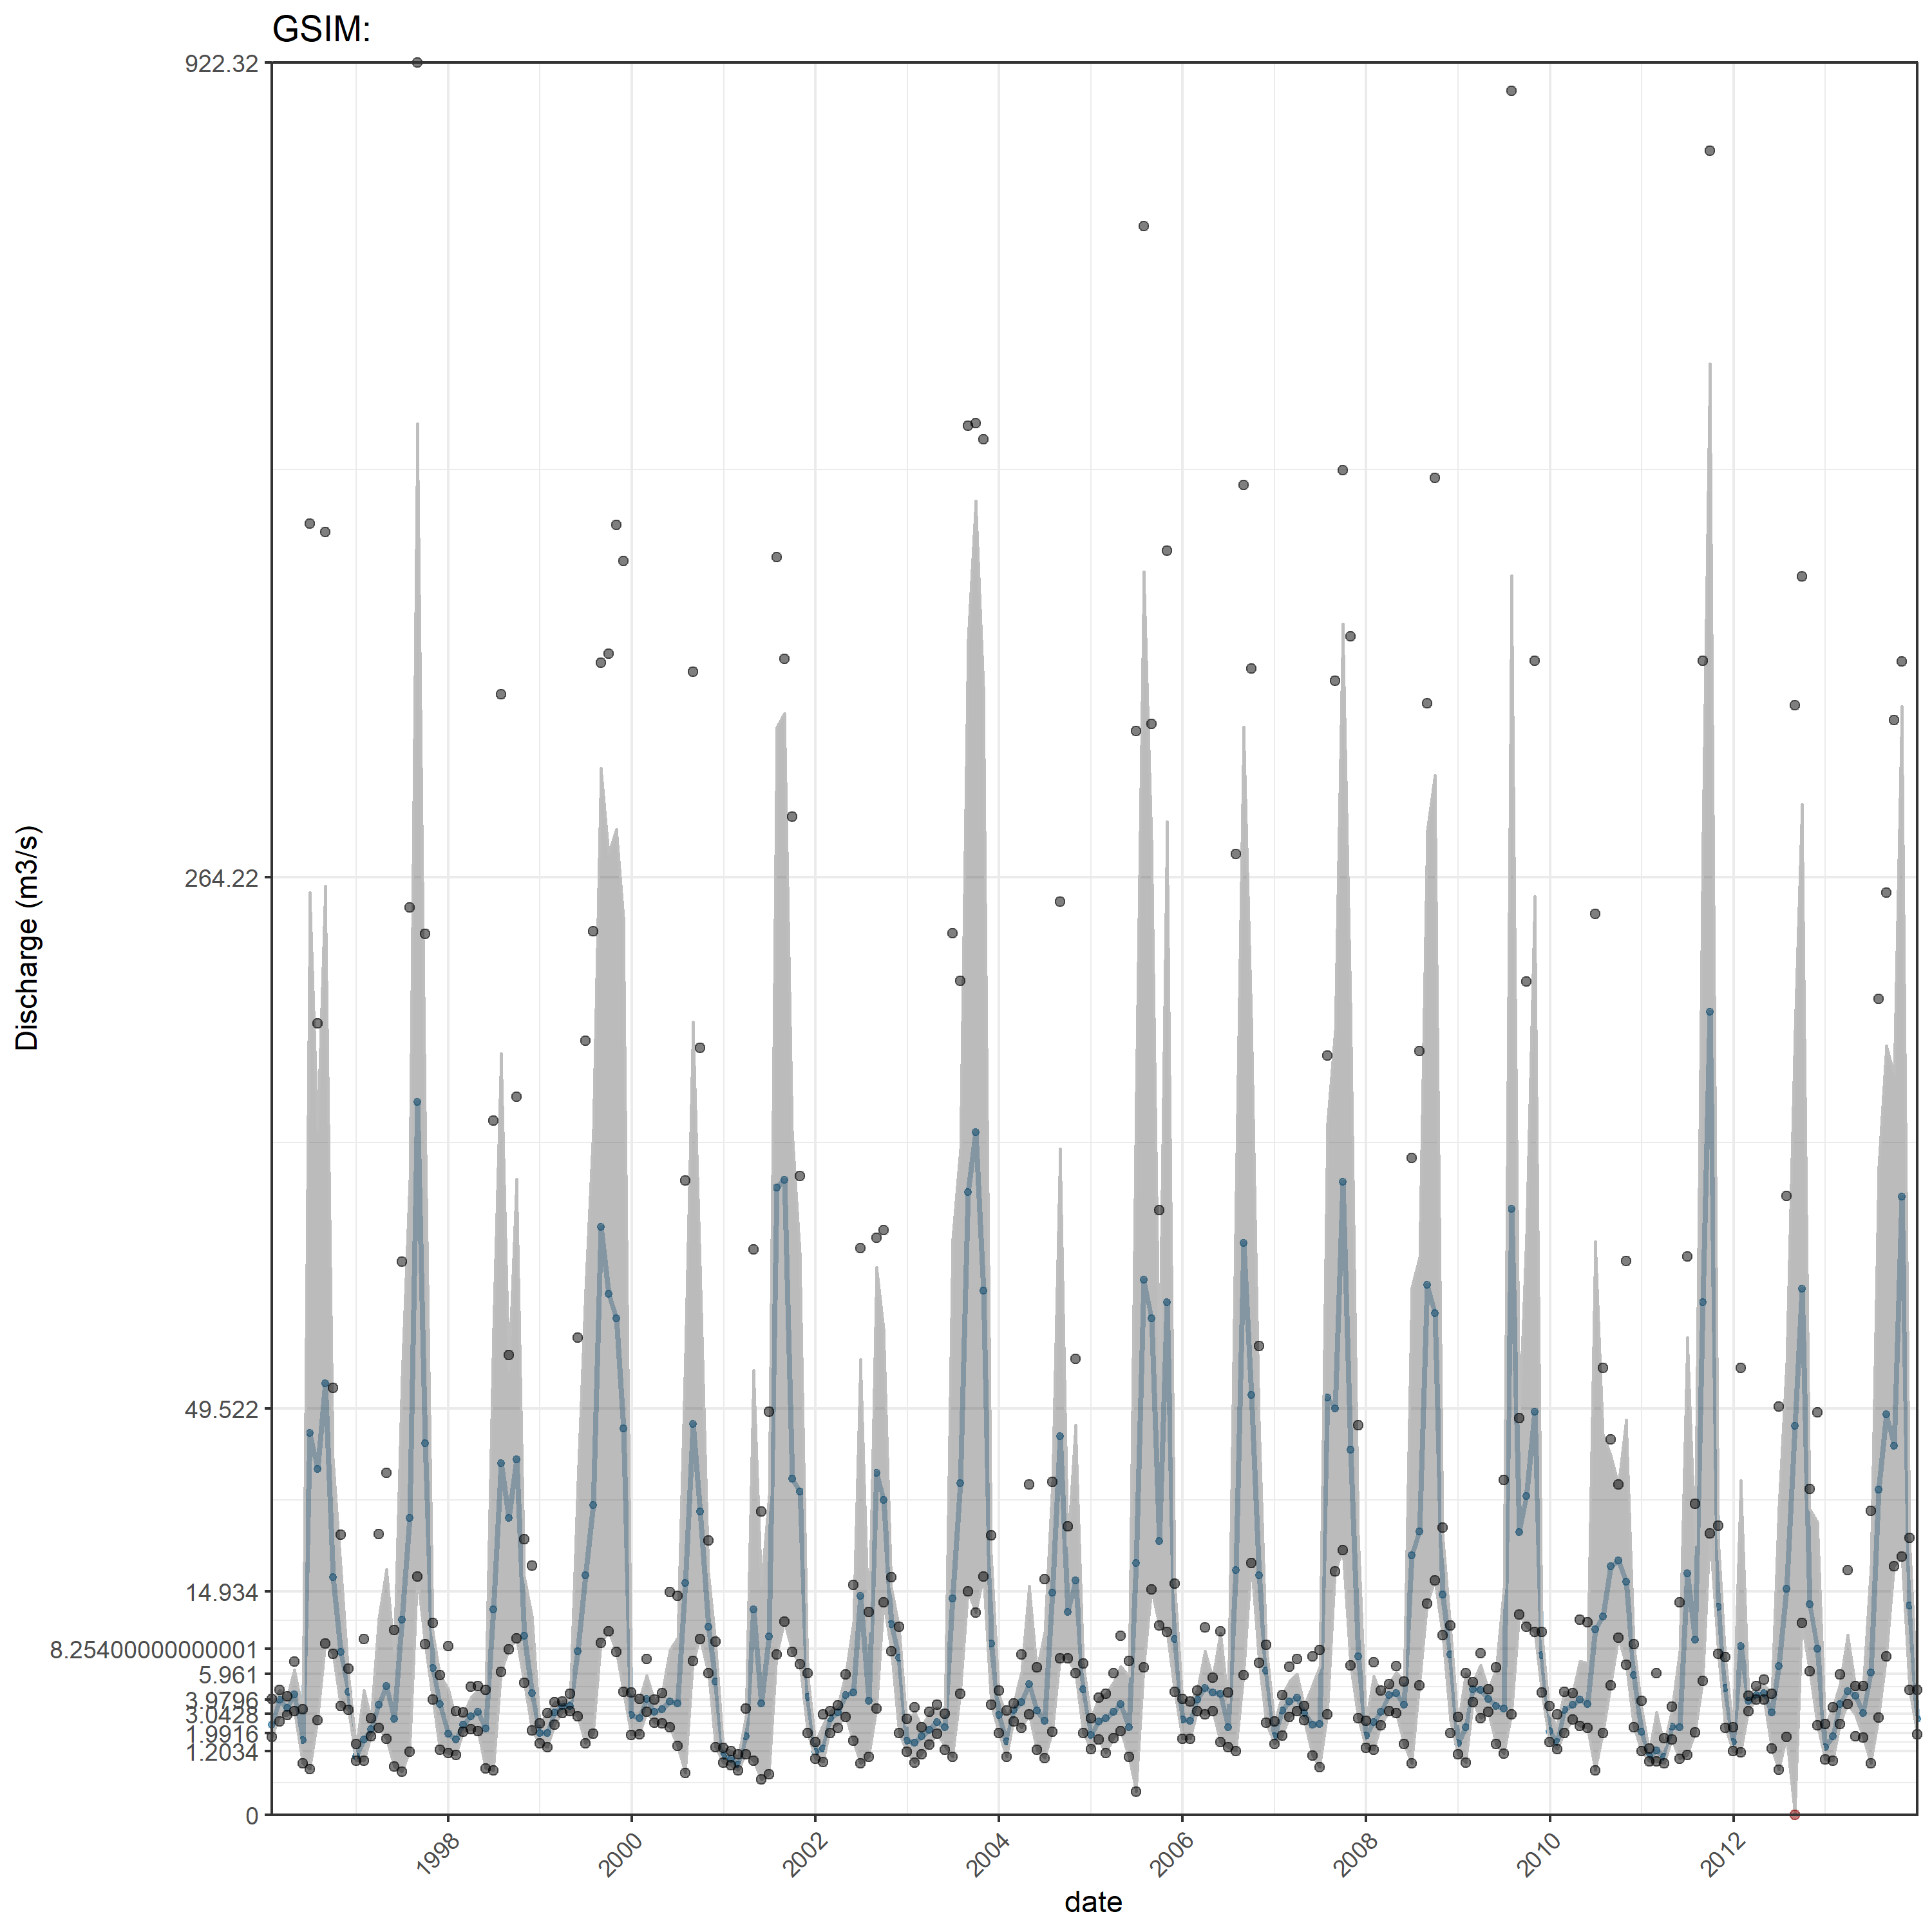 GSIM:
922.32
264.22
49.522
14.934
8.25400000000001
5.961
3.9796
3.0428
1.9916
1.2034
0
Discharge (m3/s)
1998 2000 2002 2004 2006 2008 2010 2012
date